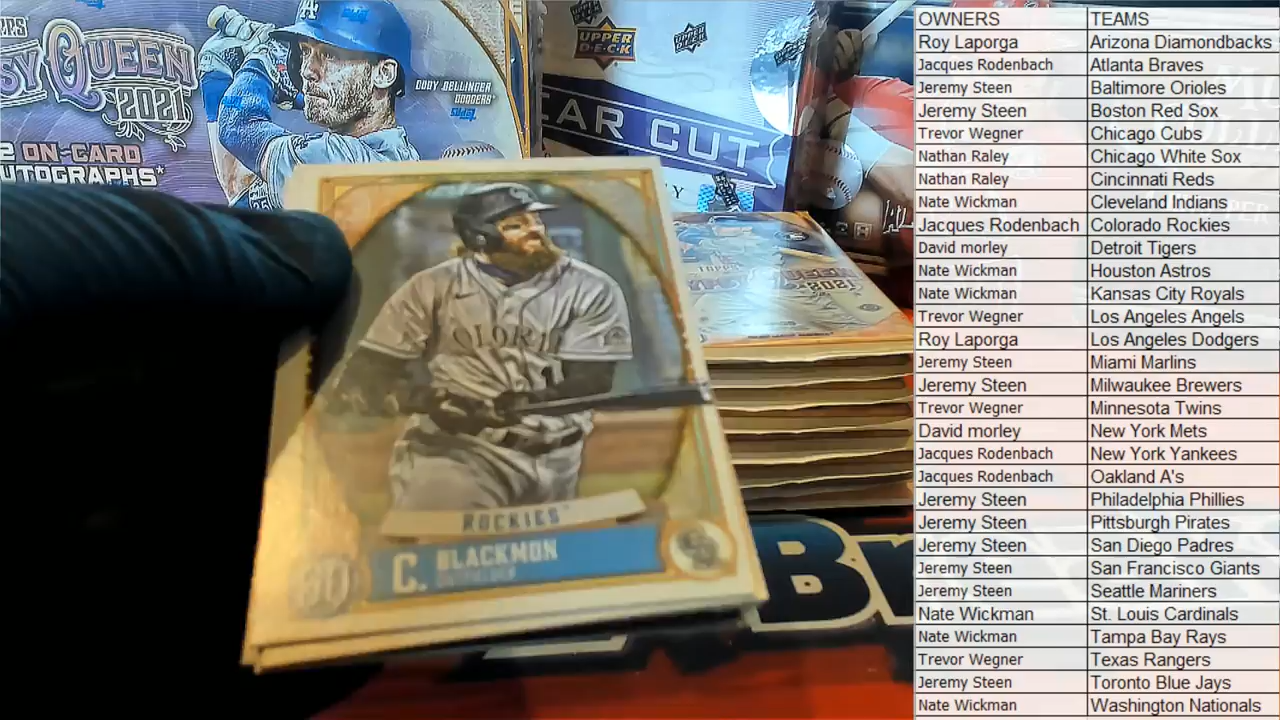 SY QUEEN
2021
2 ON-CARD
UTOGRAPHS*
CODY BELLINGER
DODGERS*
UPPER
DECK
EAR CUT
COLOR
ROCKIES
C. BLACKMON
OUTFIELDER
GQ
B
OWNERS TEAMS
Roy Laporga Arizona Diamondbacks
Jacques Rodenbach Atlanta Braves
Jeremy Steen Baltimore Orioles
Jeremy Steen Boston Red Sox
Trevor Wegner Chicago Cubs
Nathan Raley Chicago White Sox
Nathan Raley Cincinnati Reds
Nate Wickman Cleveland Indians
Jacques Rodenbach Colorado Rockies
David morley Detroit Tigers
Nate Wickman Houston Astros
Nate Wickman Kansas City Royals
Trevor Wegner Los Angeles Angels
Roy Laporga Los Angeles Dodgers
Jeremy Steen Miami Marlins
Jeremy Steen Milwaukee Brewers
Trevor Wegner Minnesota Twins
David morley New York Mets
Jacques Rodenbach New York Yankees
Jacques Rodenbach Oakland A's
Jeremy Steen Philadelphia Phillies
Jeremy Steen Pittsburgh Pirates
Jeremy Steen San Diego Padres
Jeremy Steen San Francisco Giants
Jeremy Steen Seattle Mariners
Nate Wickman St. Louis Cardinals
Nate Wickman Tampa Bay Rays
Trevor Wegner Texas Rangers
Jeremy Steen Toronto Blue Jays
Nate Wickman Washington Nationals